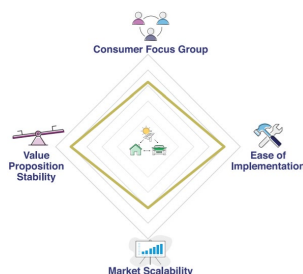 Consumer Focus Group
Value
Proposition
Stability
Ease of
Implementation
Market Scalability